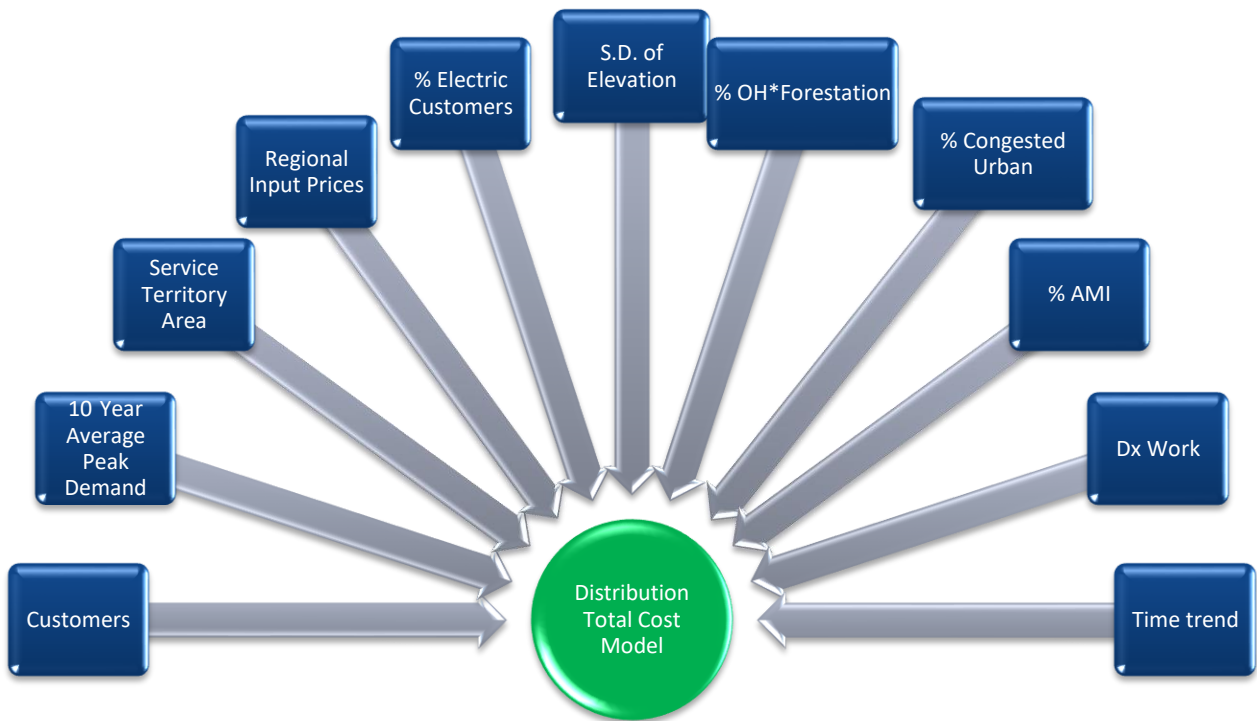 Customers
10 Year
Average
Peak
Demand
Service
Territory
Area
Regional
Input Prices
% Electric
Customers
S.D. of
Elevation
% OH*Forestation
% Congested
Urban
% AMI
Dx Work
Time trend
Distribution
Total Cost
Model